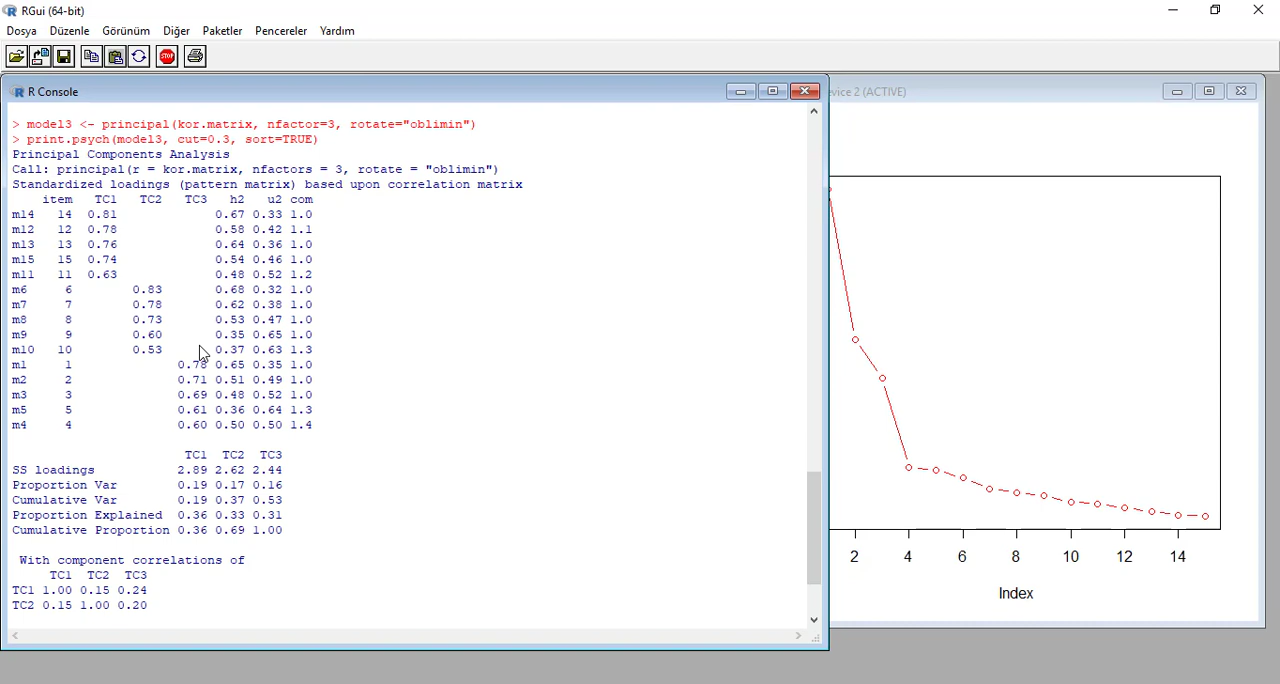 RGui (64-bit)
Dosya Düzenle Görünüm Diğer Paketler Pencereler Yardım
STOP
R Console
> model3 <- principal(kor.matrix, nfactor=3, rotate="oblimin")
> print.psych(model3, cut=0.3, sort=TRUE)
Principal Components Analysis
Call: principal(r = kor.matrix, nfactors = 3, rotate = "oblimin")
Standardized loadings (pattern matrix) based upon correlation matrix
item TC1 TC2 TC3 h2 u2 com
m14 14 0.81 0.67 0.33 1.0
m12 12 0.78 0.58 0.42 1.1
m13 13 0.76 0.64 0.36 1.0
m15 15 0.74 0.54 0.46 1.0
m11 11 0.63 0.48 0.52 1.2
m6 6 0.83 0.68 0.32 1.0
m7 7 0.78 0.62 0.38 1.0
m8 8 0.73 0.53 0.47 1.0
m9 9 0.60 0.35 0.65 1.0
m10 10 0.53 0.37 0.63 1.3
m1 1 0.78 0.65 0.35 1.0
m2 2 0.71 0.51 0.49 1.0
m3 3 0.69 0.48 0.52 1.0
m5 5 0.61 0.36 0.64 1.3
m4 4 0.60 0.50 0.50 1.4
TC1 TC2 TC3
SS loadings 2.89 2.62 2.44
Proportion Var 0.19 0.17 0.16
Cumulative Var 0.19 0.37 0.53
Proportion Explained 0.36 0.33 0.31
Cumulative Proportion 0.36 0.69 1.00
With component correlations of
TC1 TC2 TC3
TC1 1.00 0.15 0.24
TC2 0.15 1.00 0.20
evice 2 (ACTIVE)
2 4 6 8 10 12 14
Index